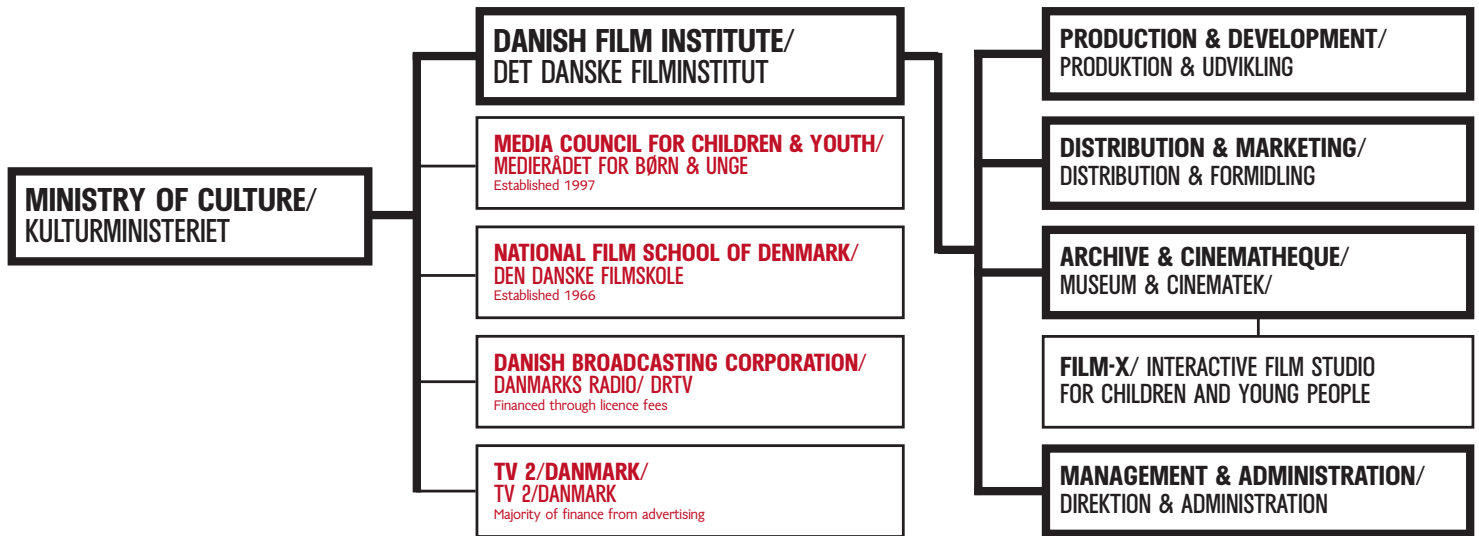 MINISTRY OF CULTURE/
KULTURMINISTERIET
DANISH FILM INSTITUTE/
DET DANSKE FILMINSTITUT
MEDIA COUNCIL FOR CHILDREN & YOUTH/
MEDIERÅDET FOR BØRN & UNGE
Established 1997
NATIONAL FILM SCHOOL OF DENMARK/
DEN DANSKE FILMSKOLE
Established 1966
DANISH BROADCASTING CORPORATION/
DANMARKS RADIO/ DRTV
Financed through licence fees
TV 2/DANMARK/
TV 2/DANMARK
Majority of finance from advertising
PRODUCTION & DEVELOPMENT/
PRODUKTION & UDVIKLING
DISTRIBUTION & MARKETING/
DISTRIBUTION & FORMIDLING
ARCHIVE & CINEMATHEQUE/
MUSEUM & CINEMATEK/
FILM-X/ INTERACTIVE FILM STUDIO
FOR CHILDREN AND YOUNG PEOPLE
MANAGEMENT & ADMINISTRATION/
DIREKTION & ADMINISTRATION